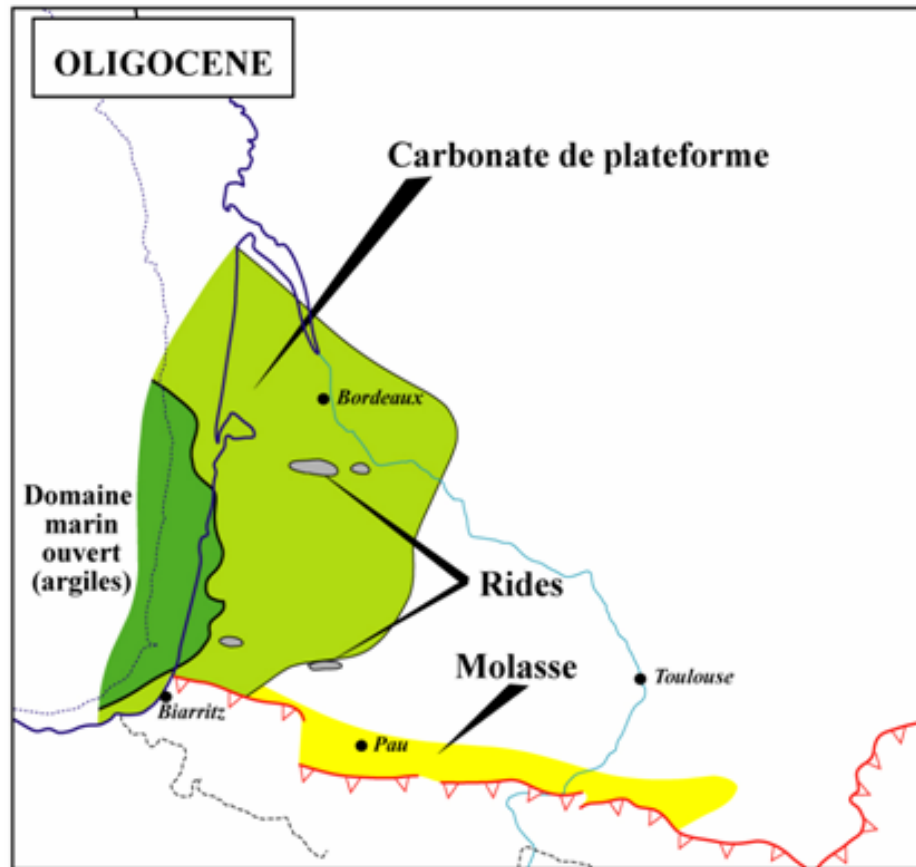 OLIGOCENE
Carbonate de plateforme
Bordeaux
Domaine
marin
ouvert
(argiles)
Rides
Molasse
Toulouse
Biarritz
Pau